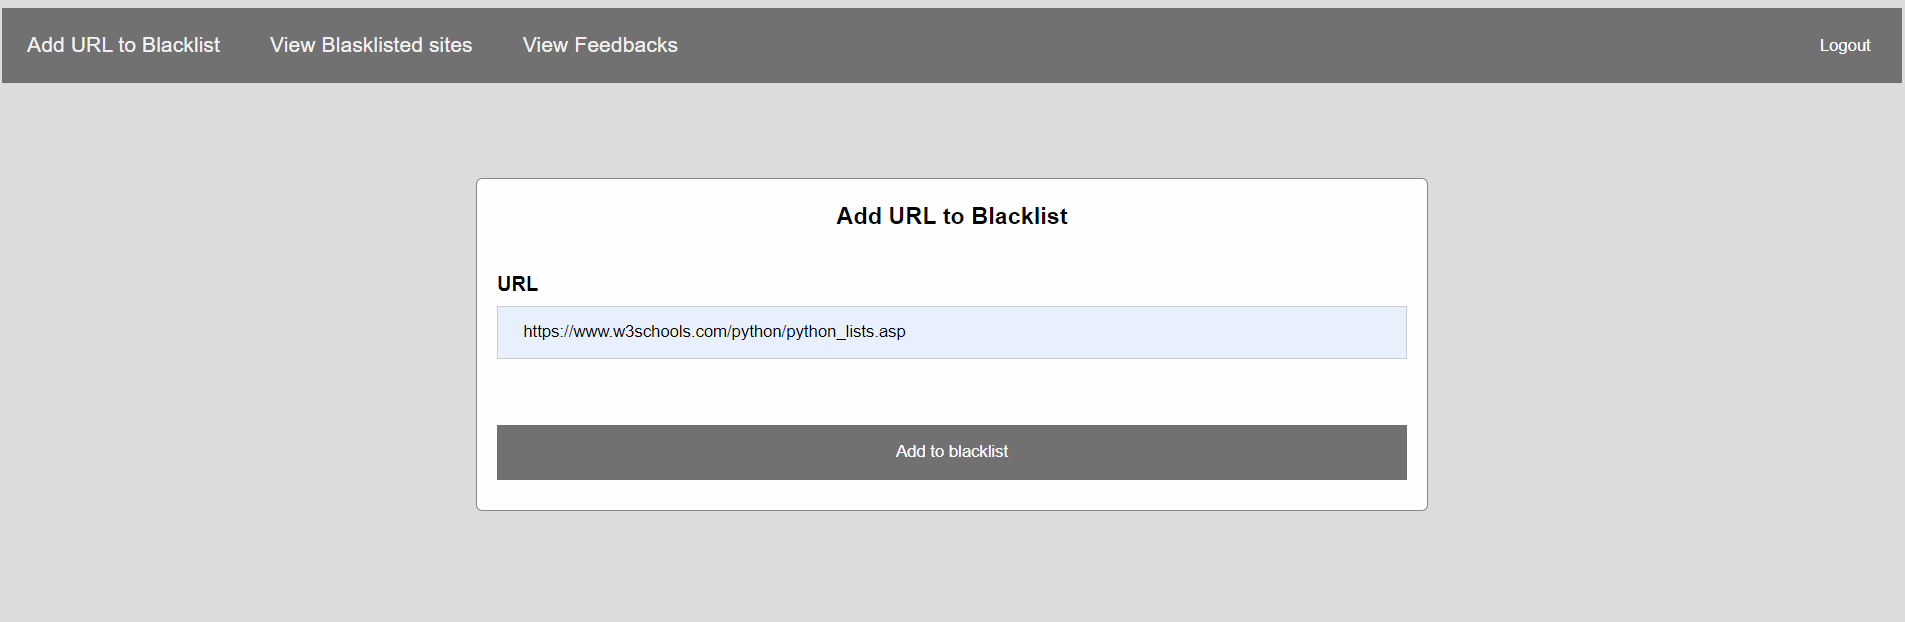 Add URL to Blacklist
View Blasklisted sites
View Feedbacks
Logout
Add URL to Blacklist
URL
https://www.w3schools.com/python/python_lists.asp
Add to blacklist